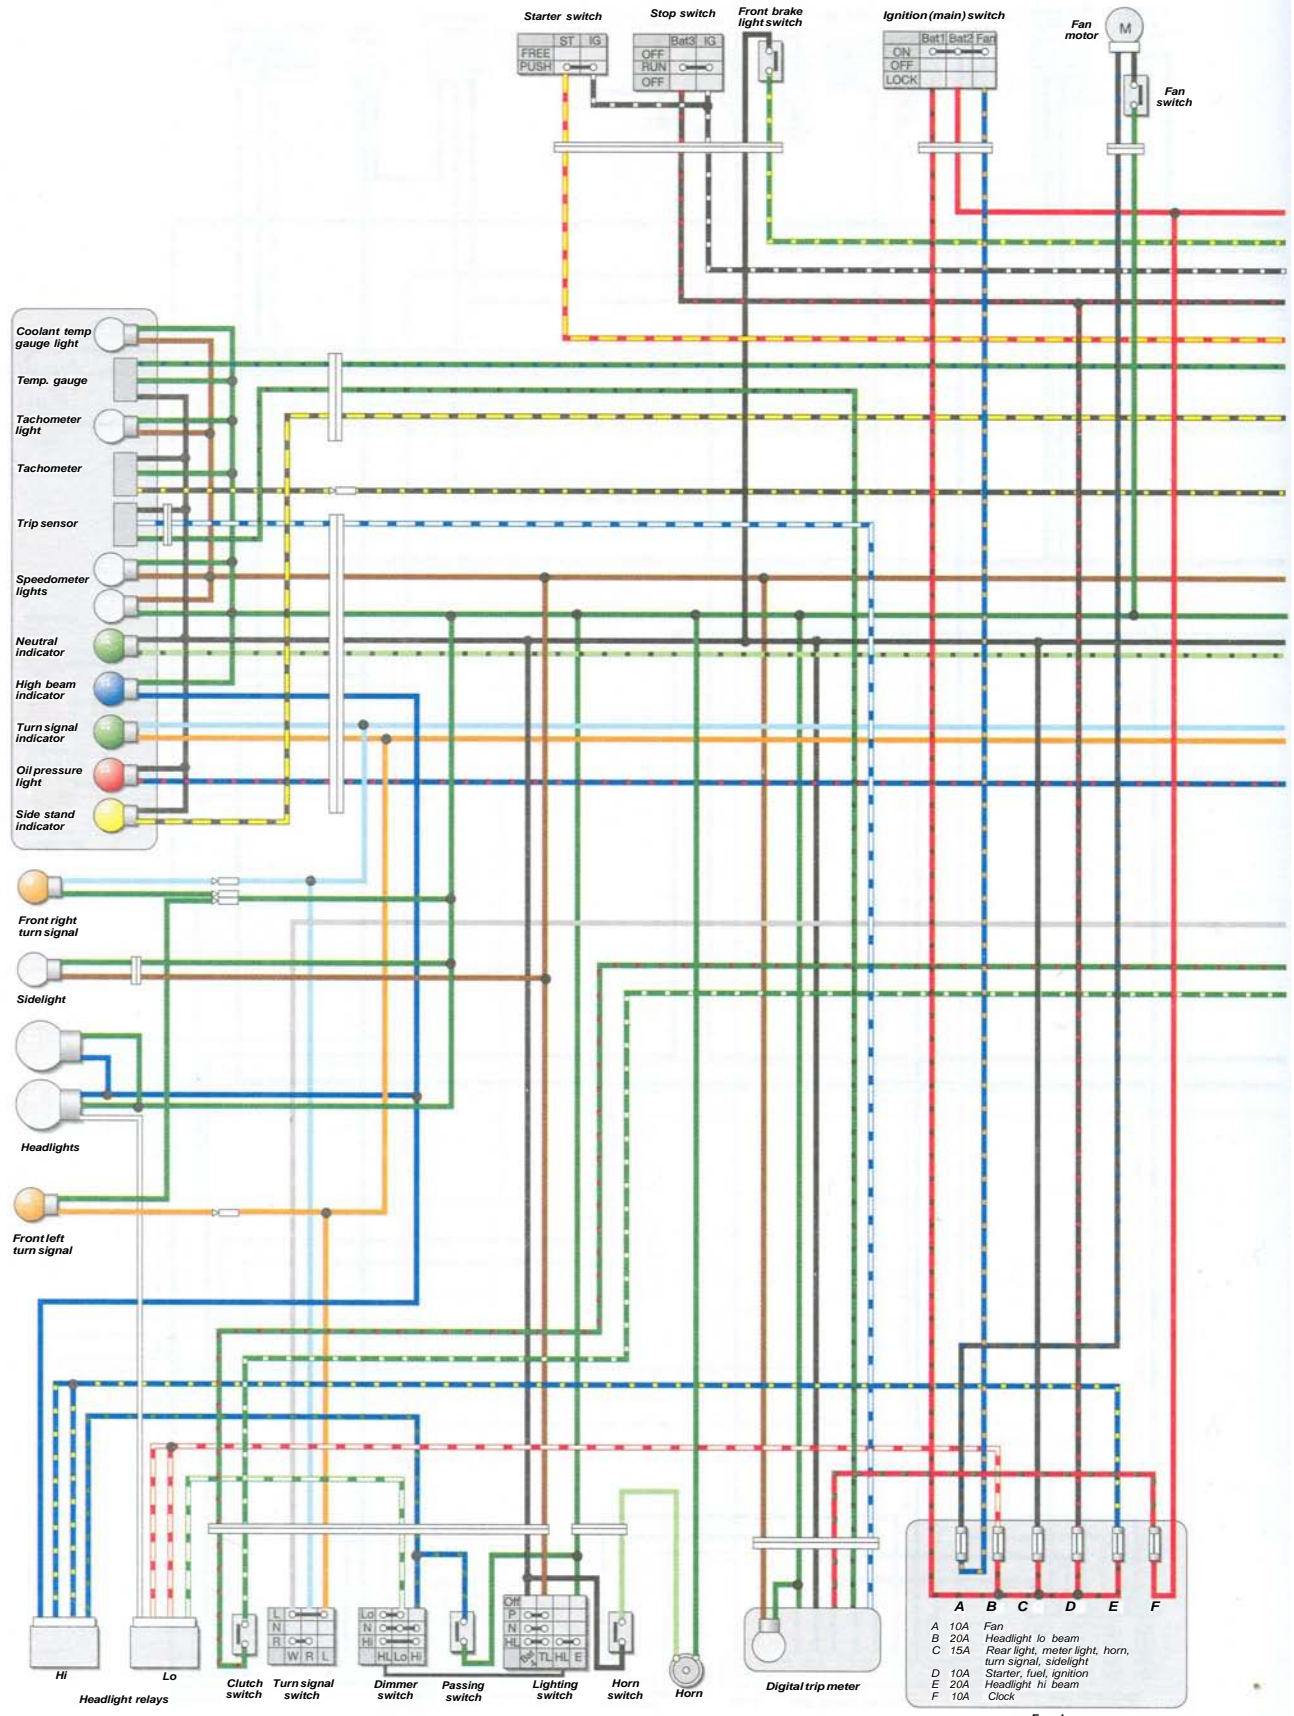 Starter switch
ST IG
FREE
PUSH
Stop switch
Bat3 IG
OFF
RUN
OFF
Front brake
light switch
Ignition (main) switch
Bat1 Bat2 Fan
ON
OFF
LOCK
Fan
motor
M
Fan
switch
Coolant temp
gauge light
Temp. gauge
Tachometer
light
Tachometer
Trip sensor
Speedometer
lights
Neutral
indicator
High beam
indicator
Turn signal
indicator
Oil pressure
light
Side stand
indicator
Front right
turn signal
Sidelight
Headlights
Front left
turn signal
Hi
Lo
Headlight relays
Clutch
switch
L
N
R
W R L
Turn signal
switch
Lo
N
Hi
HL Lo Hi
Dimmer
switch
Passing
switch
Off
P
N
HL
TL HL E
Lighting
switch
Horn
switch
Horn
Digital trip meter
A B C D E F
A 10A Fan
B 20A Headlight lo beam
C 15A Rear light, meter light, horn,
turn signal, sidelight
D 10A Starter, fuel, ignition
E 20A Headlight hi beam
F 10A Clock